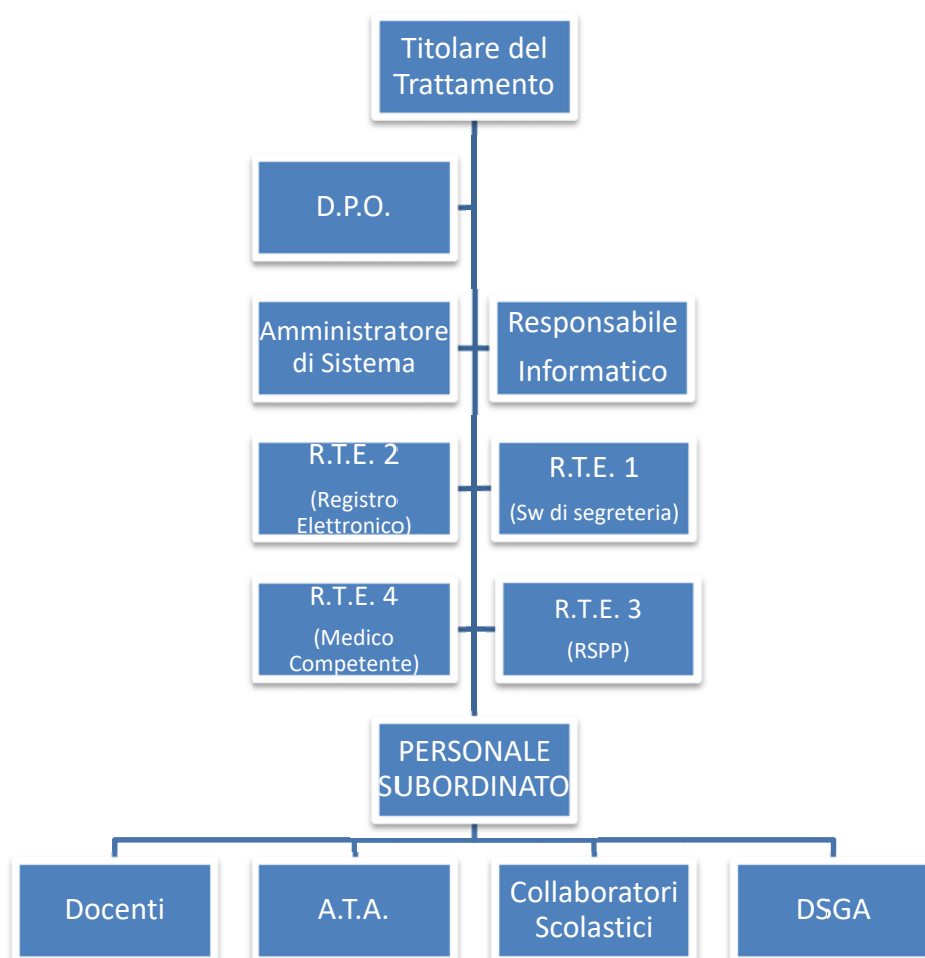 Titolare del
Trattamento
D.P.O.
Amministratore
di Sistema
Responsabile
Informatico
R.T.E. 2
(Registro
Elettronico)
R.T.E. 1
(Sw di segreteria)
R.T.E. 4
(Medico
Competente)
R.T.E. 3
(RSPP)
PERSONALE
SUBORDINATO
Docenti
A.T.A.
Collaboratori
Scolastici
DSGA